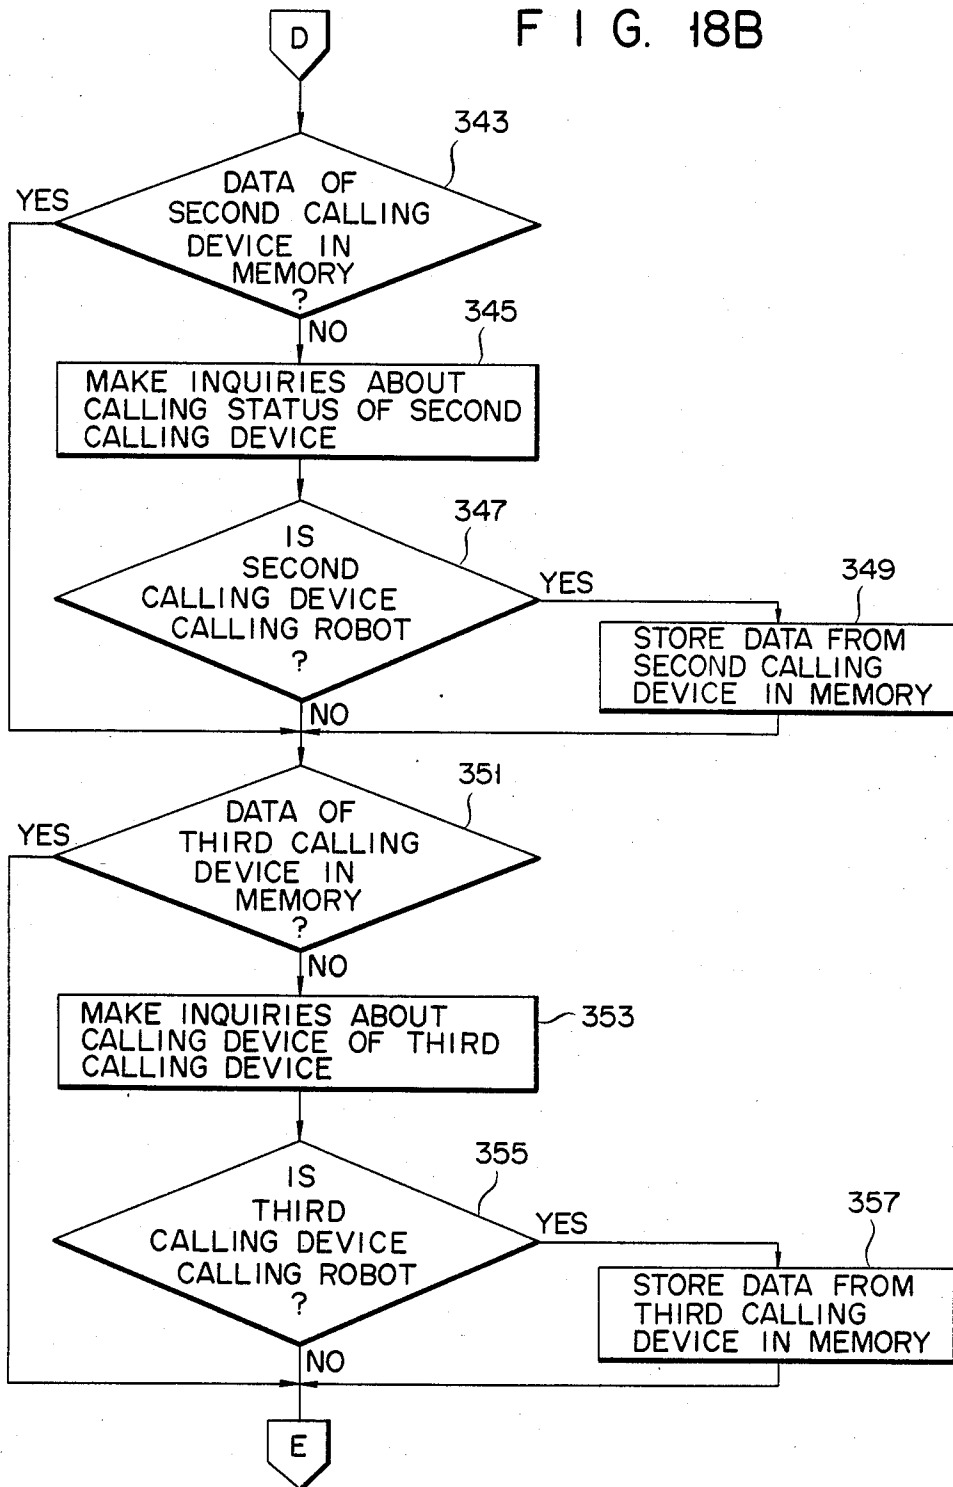 FIG. 18B
D
343
YES
DATA OF
SECOND CALLING
DEVICE IN
MEMORY
?
NO
345
MAKE INQUIRIES ABOUT
CALLING STATUS OF SECOND
CALLING DEVICE
347
IS
SECOND
CALLING DEVICE
CALLING ROBOT
?
YES
349
STORE DATA FROM
SECOND CALLING
DEVICE IN MEMORY
NO
351
YES
DATA OF
THIRD CALLING
DEVICE IN
MEMORY
?
NO
MAKE INQUIRIES ABOUT
CALLING DEVICE OF THIRD
CALLING DEVICE
353
355
IS
THIRD
CALLING DEVICE
CALLING ROBOT
?
YES
357
STORE DATA FROM
THIRD CALLING
DEVICE IN MEMORY
NO
E